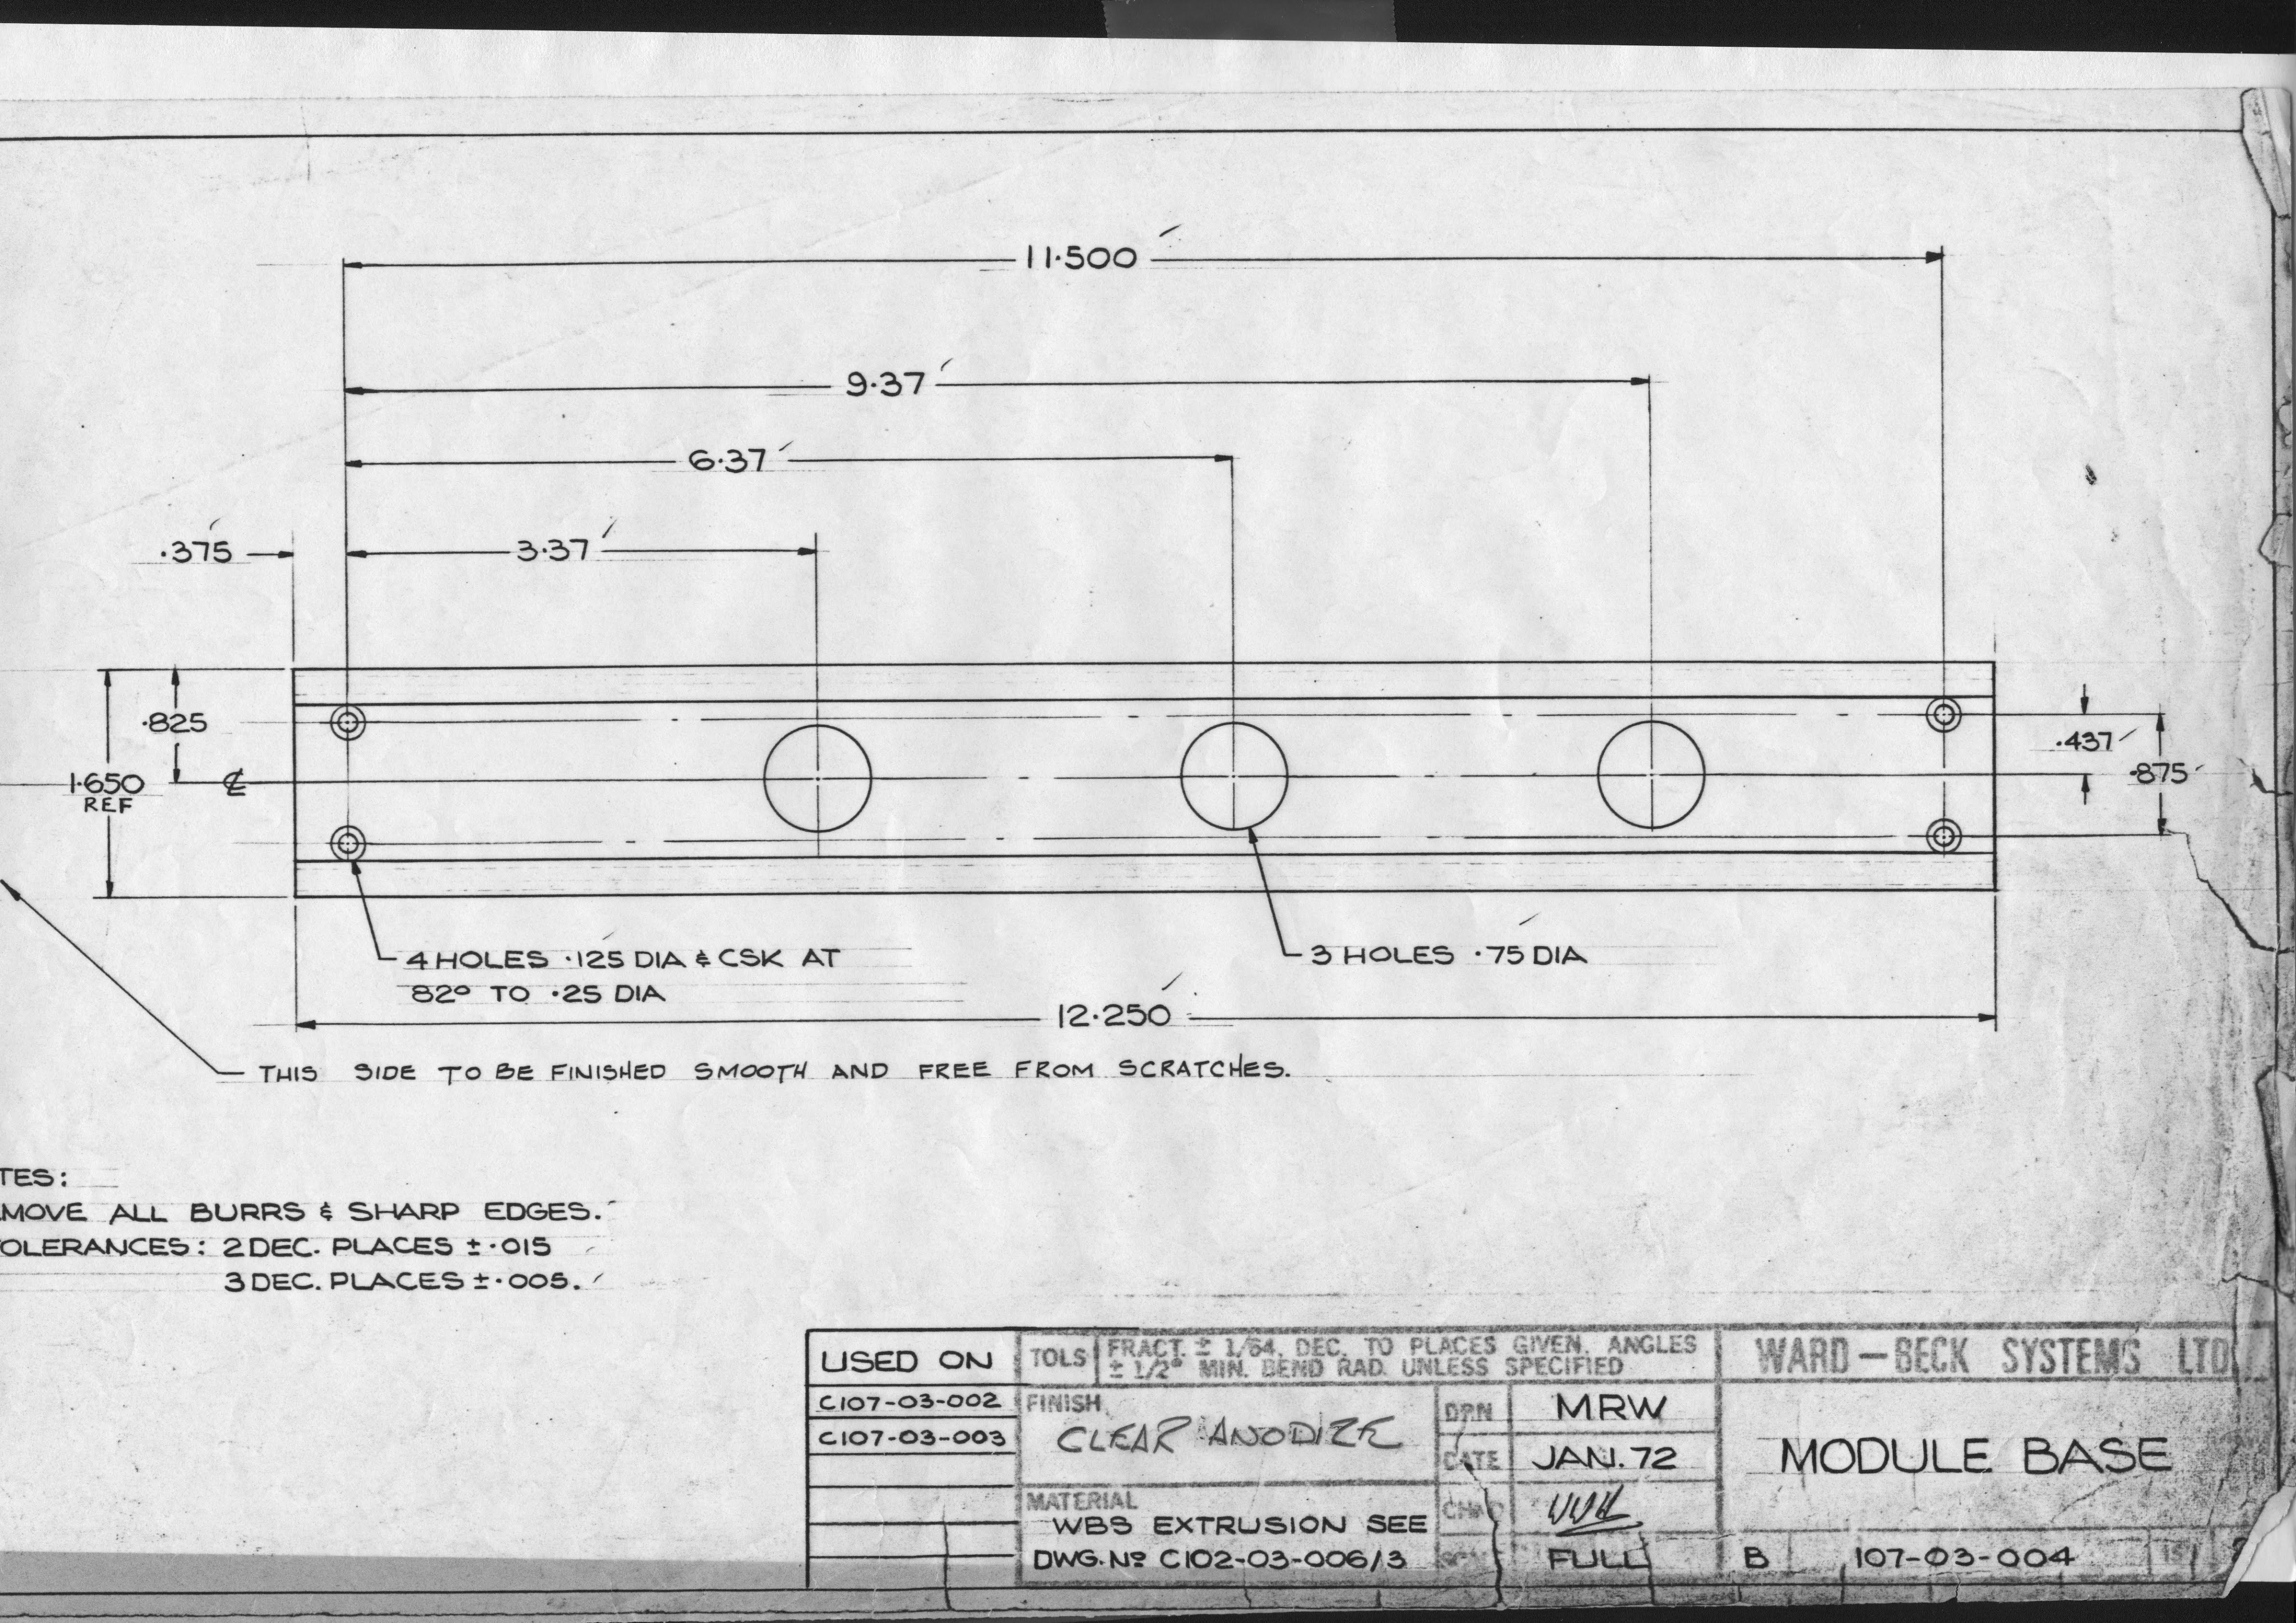 11.500
9.37
6.37
.375
3.37
.825
.437
1.650
REF
℄
.875
4 HOLES .125 DIA & CSK AT
82° TO .25 DIA
3 HOLES .75 DIA
12.250
THIS SIDE TO BE FINISHED SMOOTH AND FREE FROM SCRATCHES.
TES:
MOVE ALL BURRS & SHARP EDGES.
OLERANCES: 2 DEC. PLACES ±.015
3 DEC. PLACES ±.005.
USED ON
C107-03-002
C107-03-003
TOLS
FRACT. ± 1/64. DEC. TO PLACES GIVEN. ANGLES
± 1/2° MIN. BEND RAD. UNLESS SPECIFIED
FINISH
CLEAR ANODIZE
MATERIAL
WBS EXTRUSION SEE
DWG. Nº C102-03-006/3
DRN
MRW
DATE
JAN. 72
FULL
WARD-BECK SYSTEMS LTD
MODULE BASE
B
107-03-004